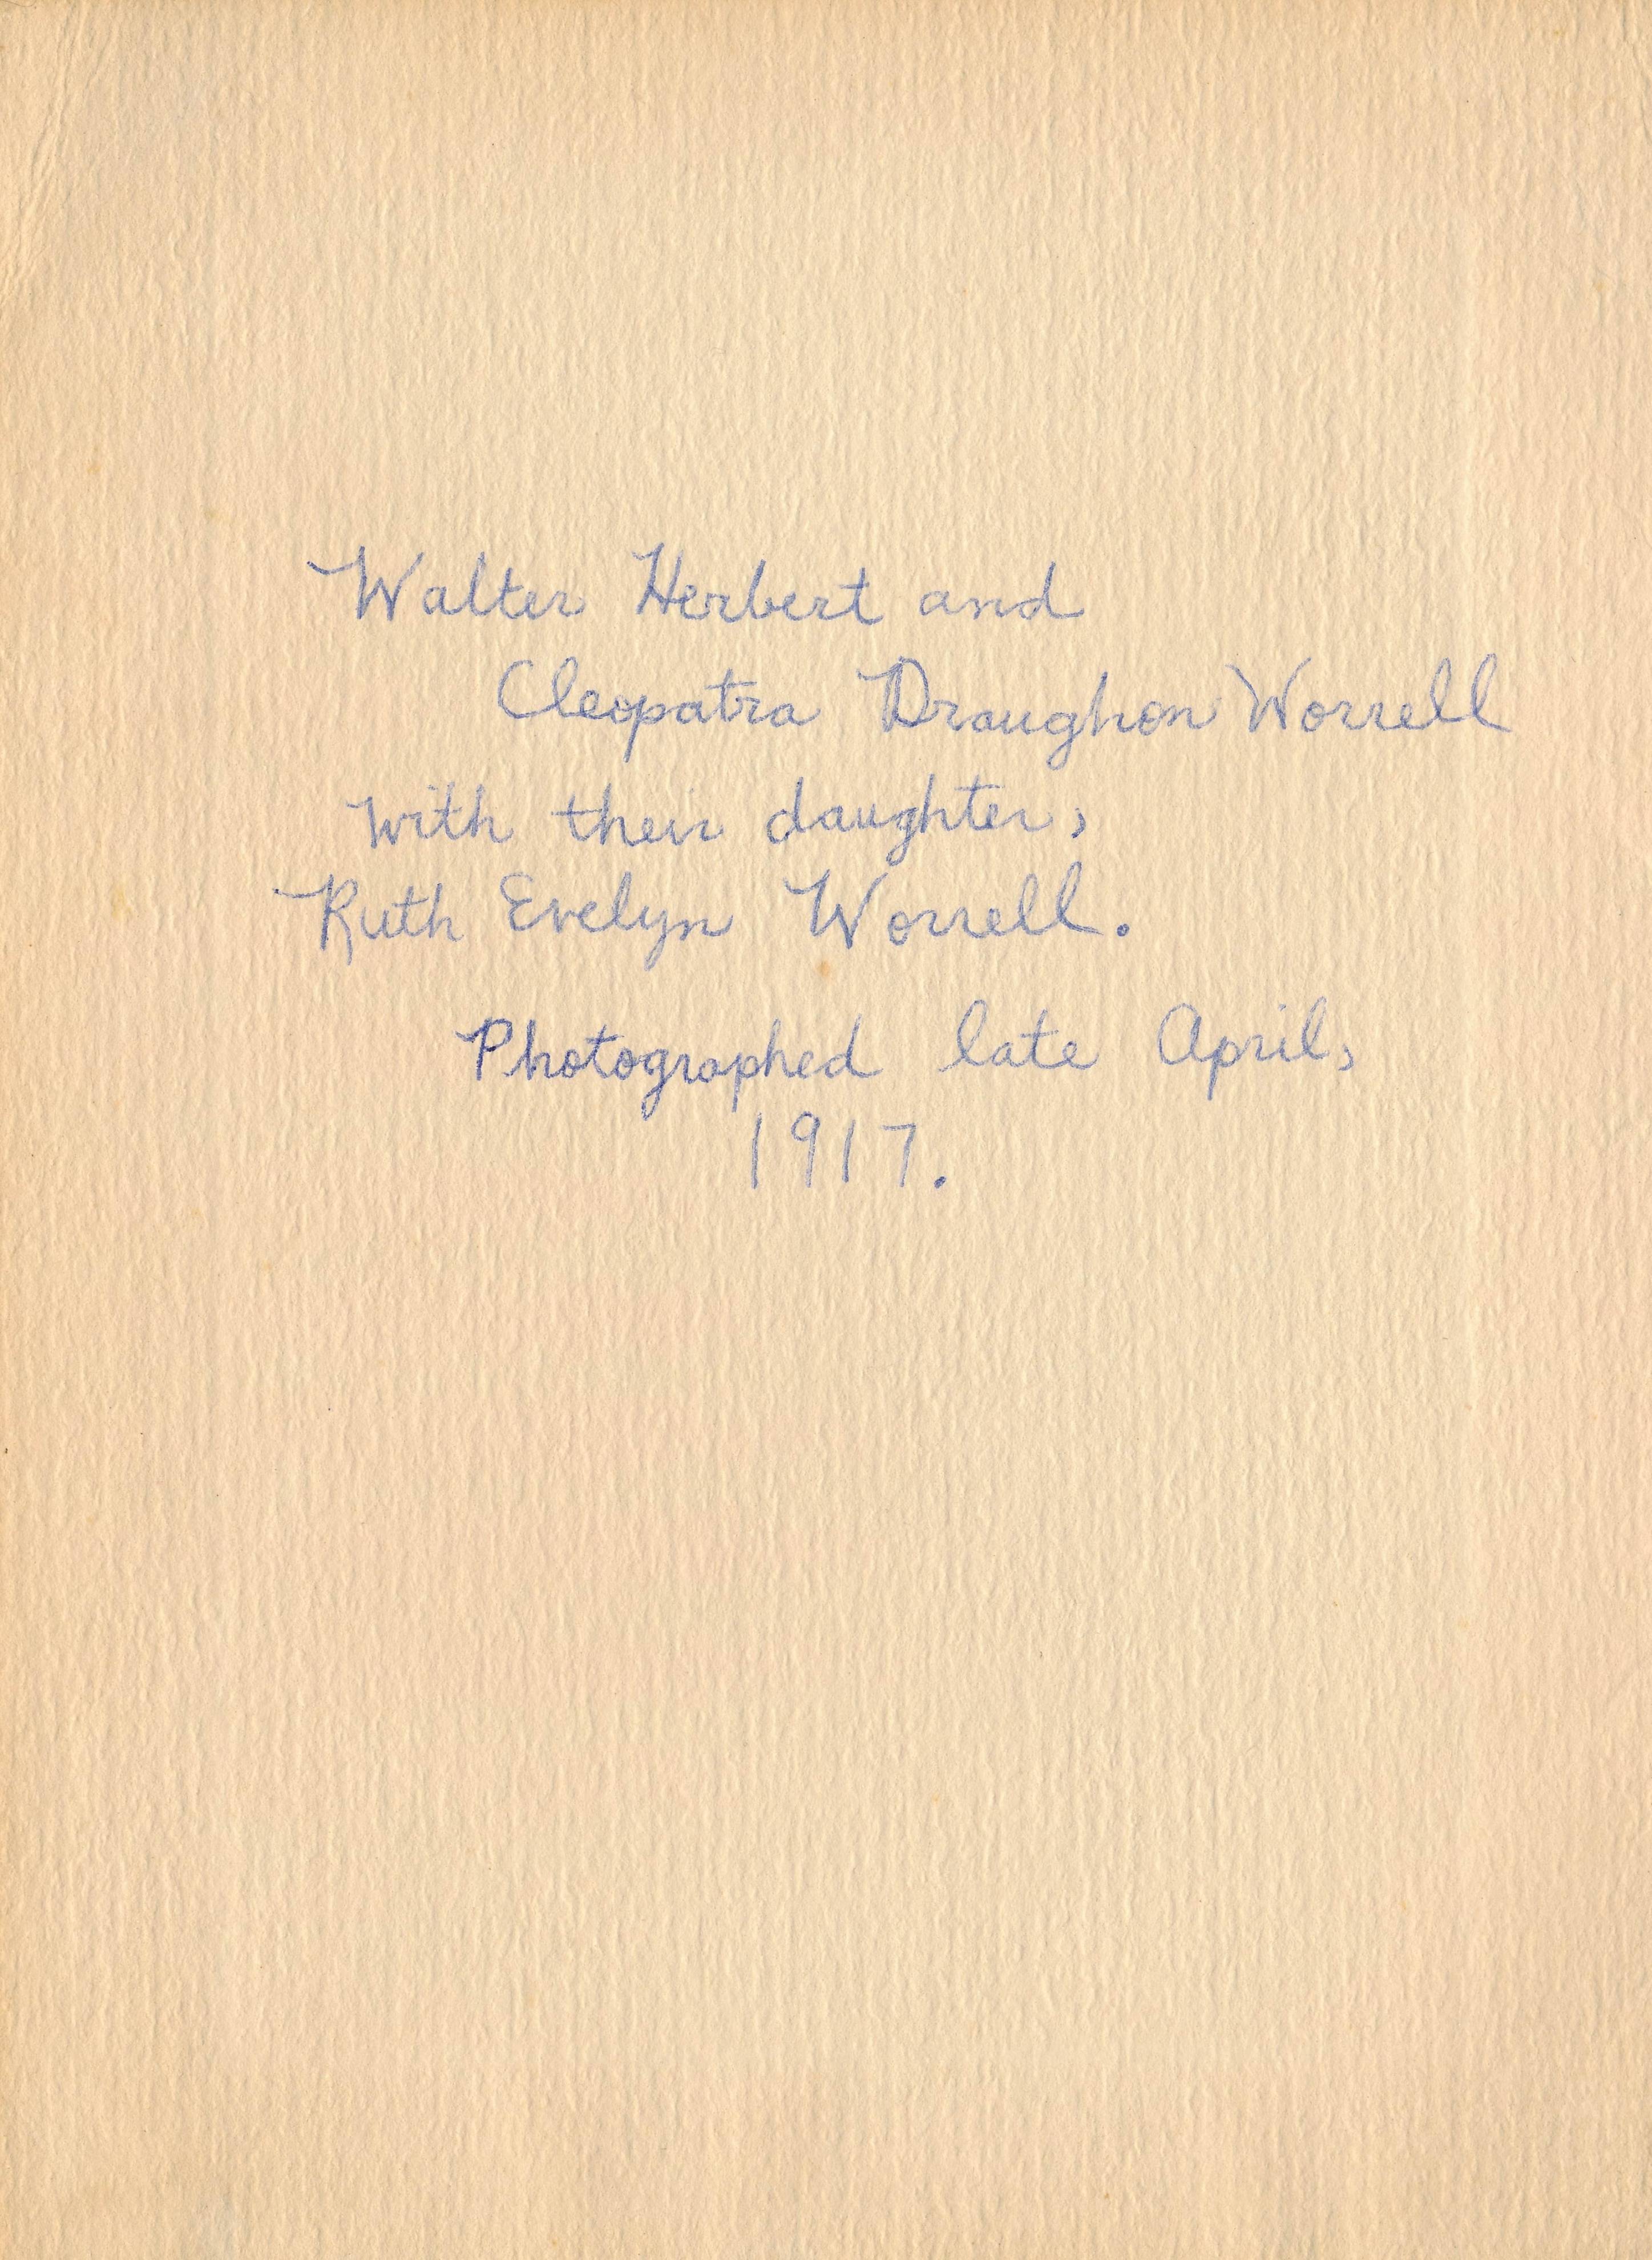 Walter Herbert and
Cleopatra Draughon Worrell
with their daughter,
Ruth Evelyn Worrell.
Photographed late April,
1917.